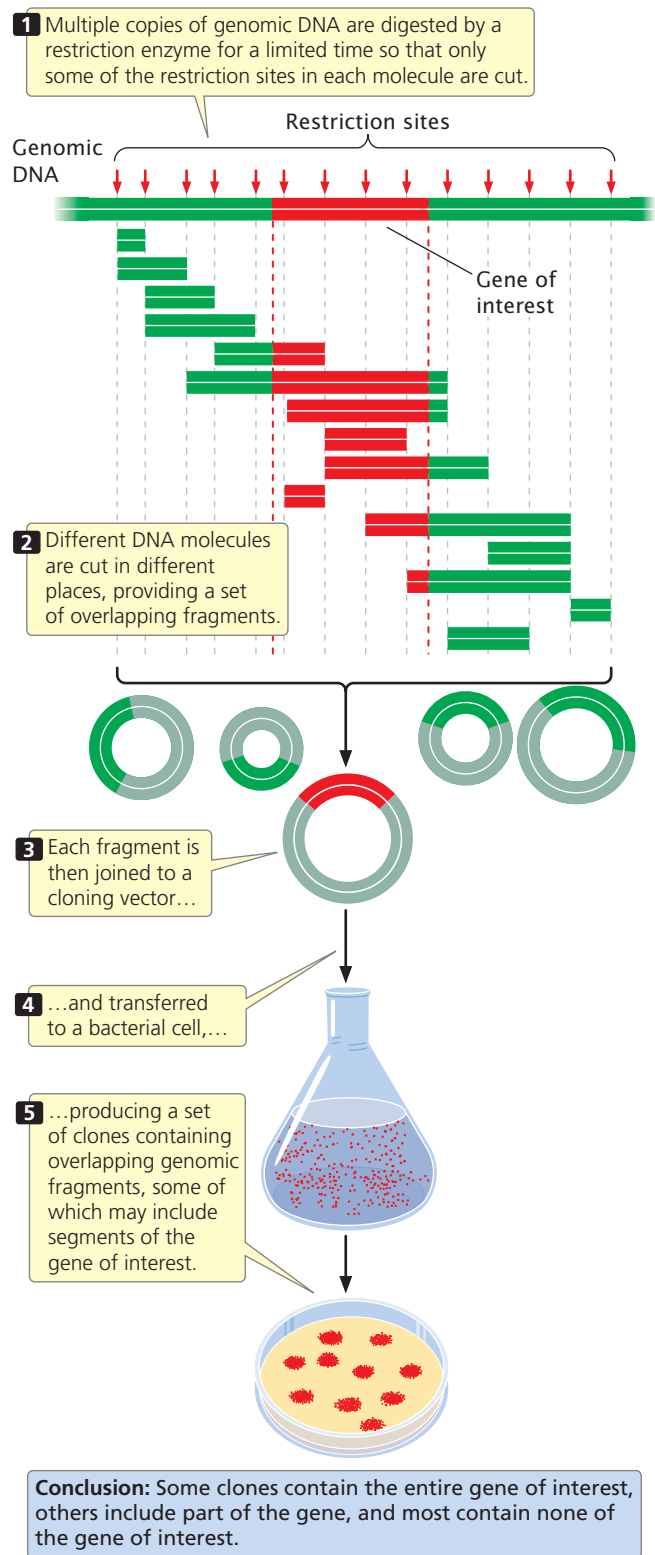 1 Multiple copies of genomic DNA are digested by a
restriction enzyme for a limited time so that only
some of the restriction sites in each molecule are cut.
Restriction sites
Genomic
DNA
Gene of
interest
2 Different DNA molecules
are cut in different
places, providing a set
of overlapping fragments.
3 Each fragment is
then joined to a
cloning vector…
4 …and transferred
to a bacterial cell,…
5 …producing a set
of clones containing
overlapping genomic
fragments, some of
which may include
segments of the
gene of interest.
Conclusion: Some clones contain the entire gene of interest,
others include part of the gene, and most contain none of
the gene of interest.